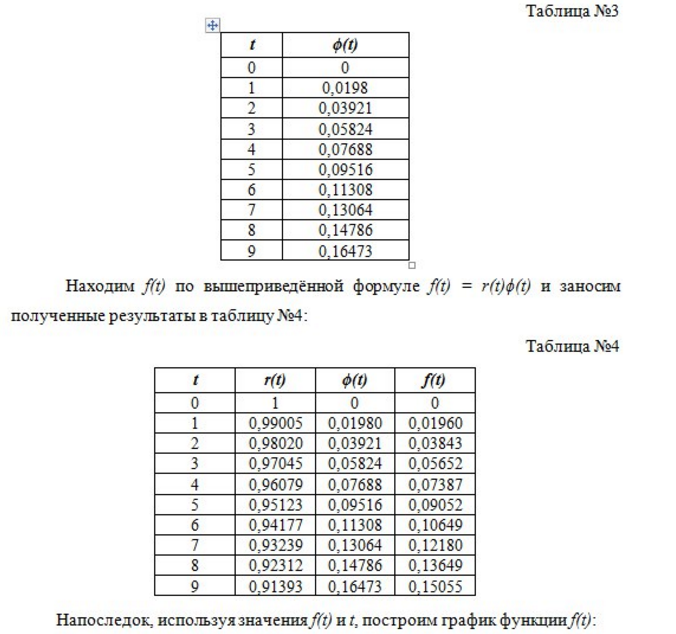 Таблица №3
t ϕ(t)
0 0
1 0,0198
2 0,03921
3 0,05824
4 0,07688
5 0,09516
6 0,11308
7 0,13064
8 0,14786
9 0,16473
Находим f(t) по вышеприведённой формуле f(t) = r(t)ϕ(t) и заносим
полученные результаты в таблицу №4:
Таблица №4
t r(t) ϕ(t) f(t)
0 1 0 0
1 0,99005 0,01980 0,01960
2 0,98020 0,03921 0,03843
3 0,97045 0,05824 0,05652
4 0,96079 0,07688 0,07387
5 0,95123 0,09516 0,09052
6 0,94177 0,11308 0,10649
7 0,93239 0,13064 0,12180
8 0,92312 0,14786 0,13649
9 0,91393 0,16473 0,15055
Напоследок, используя значения f(t) и t, построим график функции f(t):